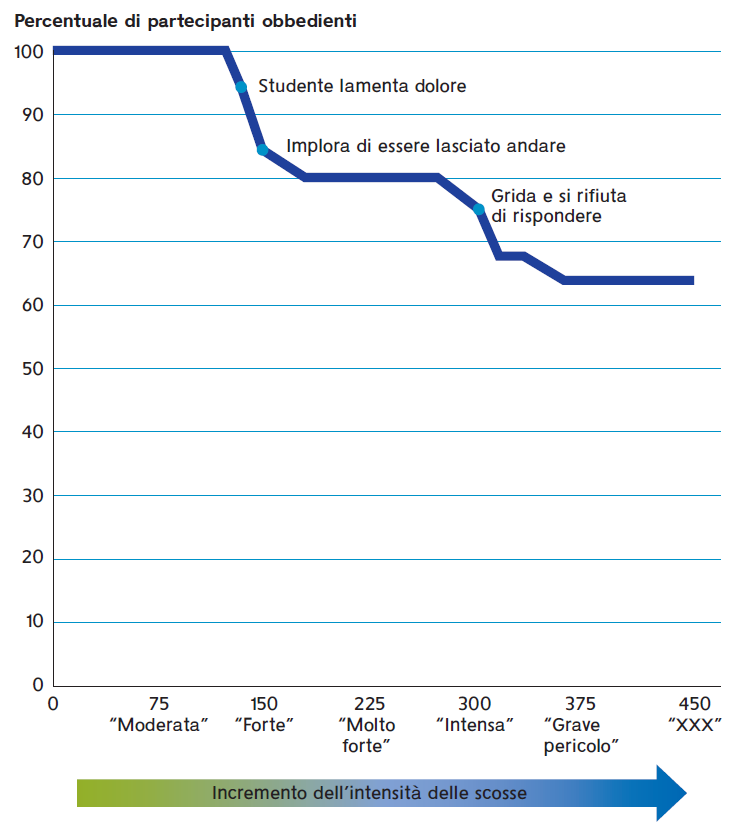 Percentuale di partecipanti obbedienti
100
Studente lamenta dolore
90
Implora di essere lasciato andare
80
Grida e si rifiuta
di rispondere
70
60
50
40
30
20
10
0
0 75 150 225 300 375 450
“Moderata” “Forte” “Molto “Intensa” “Grave “XXX”
forte” pericolo”
Incremento dell’intensità delle scosse